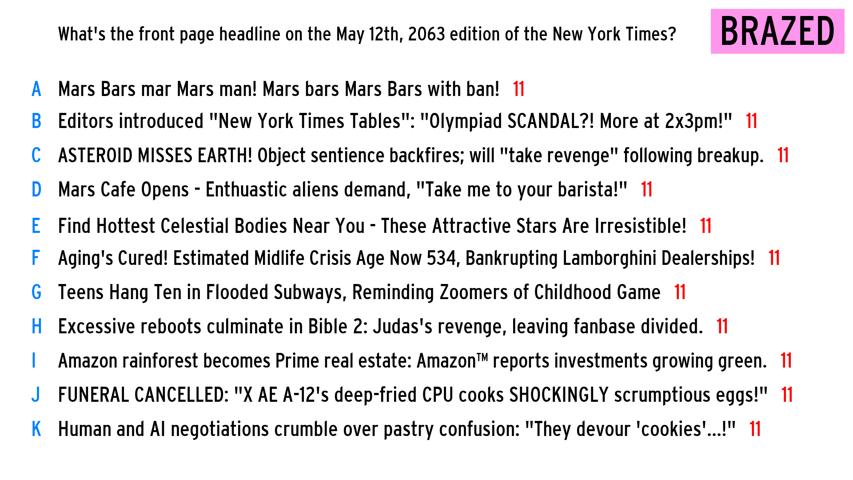 What's the front page headline on the May 12th, 2063 edition of the New York Times?
BRAZED
A Mars Bars mar Mars man! Mars bars Mars Bars with ban! 11
B Editors introduced "New York Times Tables": "Olympiad SCANDAL?! More at 2x3pm!" 11
C ASTEROID MISSES EARTH! Object sentience backfires; will "take revenge" following breakup. 11
D Mars Cafe Opens - Enthuastic aliens demand, "Take me to your barista!" 11
E Find Hottest Celestial Bodies Near You - These Attractive Stars Are Irresistible! 11
F Aging's Cured! Estimated Midlife Crisis Age Now 534, Bankrupting Lamborghini Dealerships! 11
G Teens Hang Ten in Flooded Subways, Reminding Zoomers of Childhood Game 11
H Excessive reboots culminate in Bible 2: Judas's revenge, leaving fanbase divided. 11
I Amazon rainforest becomes Prime real estate: Amazon™ reports investments growing green. 11
J FUNERAL CANCELLED: "X AE A-12's deep-fried CPU cooks SHOCKINGLY scrumptious eggs!" 11
K Human and AI negotiations crumble over pastry confusion: "They devour 'cookies'...!" 11